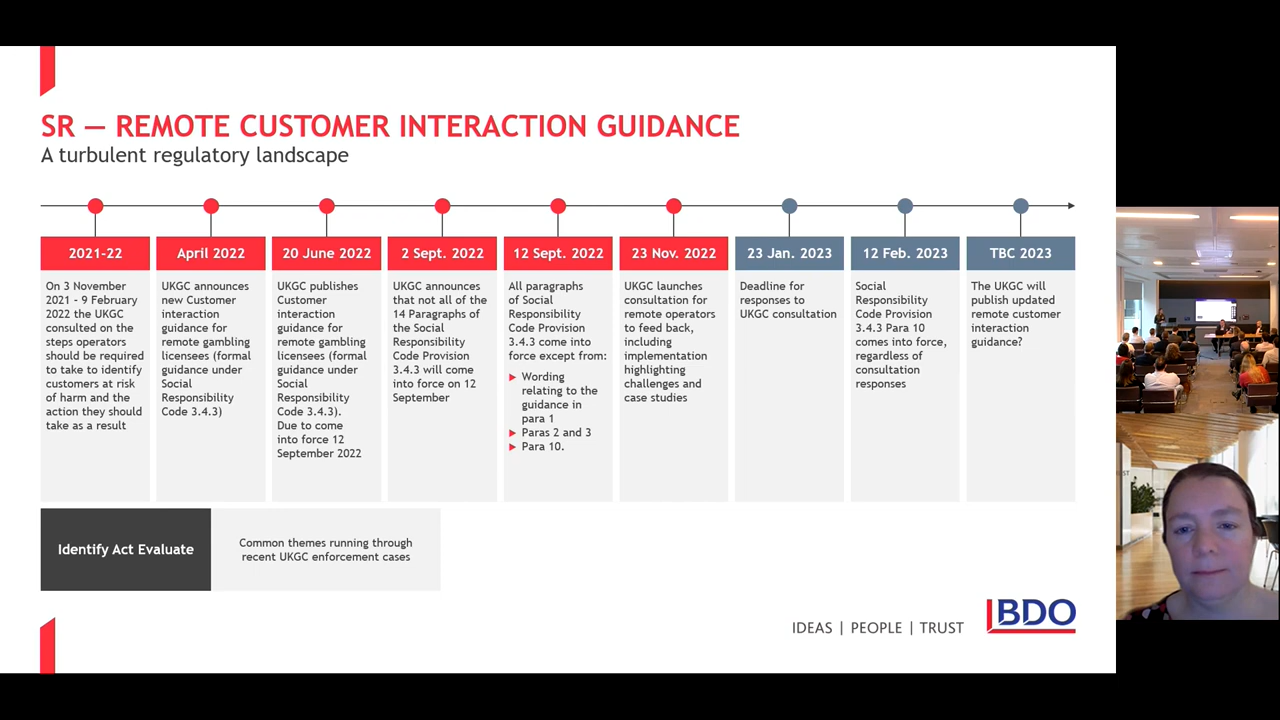 SR — REMOTE CUSTOMER INTERACTION GUIDANCE
A turbulent regulatory landscape
2021-22
On 3 November
2021 - 9 February
2022 the UKGC
consulted on the
steps operators
should be required
to take to identify
customers at risk
of harm and the
action they should
take as a result
April 2022
UKGC announces
new Customer
interaction
guidance for
remote gambling
licensees (formal
guidance under
Social
Responsibility
Code 3.4.3)
20 June 2022
UKGC publishes
Customer
interaction
guidance for
remote gambling
licensees (formal
guidance under
Social
Responsibility
Code 3.4.3).
Due to come
into force 12
September 2022
2 Sept. 2022
UKGC announces
that not all of the
14 Paragraphs of
the Social
Responsibility
Code Provision
3.4.3 will come
into force on 12
September
12 Sept. 2022
All paragraphs
of Social
Responsibility
Code Provision
3.4.3 come into
force except from:
► Wording
relating to the
guidance in
para 1
► Paras 2 and 3
► Para 10.
23 Nov. 2022
UKGC launches
consultation for
remote operators
to feed back,
including
implementation
highlighting
challenges and
case studies
23 Jan. 2023
Deadline for
responses to
UKGC consultation
12 Feb. 2023
Social
Responsibility
Code Provision
3.4.3 Para 10
comes into force,
regardless of
consultation
responses
TBC 2023
The UKGC will
publish updated
remote customer
interaction
guidance?
Identify Act Evaluate
Common themes running through
recent UKGC enforcement cases
IDEAS | PEOPLE | TRUST
BDO